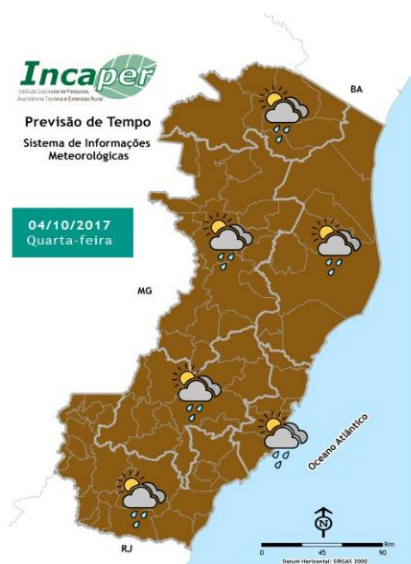 Incaper
Instituto Capixaba de Pesquisa,
Assistência Técnica e Extensão Rural
Previsão de Tempo
Sistema de Informações
Meteorológicas
04/10/2017
Quarta-feira
BA
MG
Oceano Atlântico
RJ
N
Km
0 45 90
Datum Horizontal: SIRGAS 2000